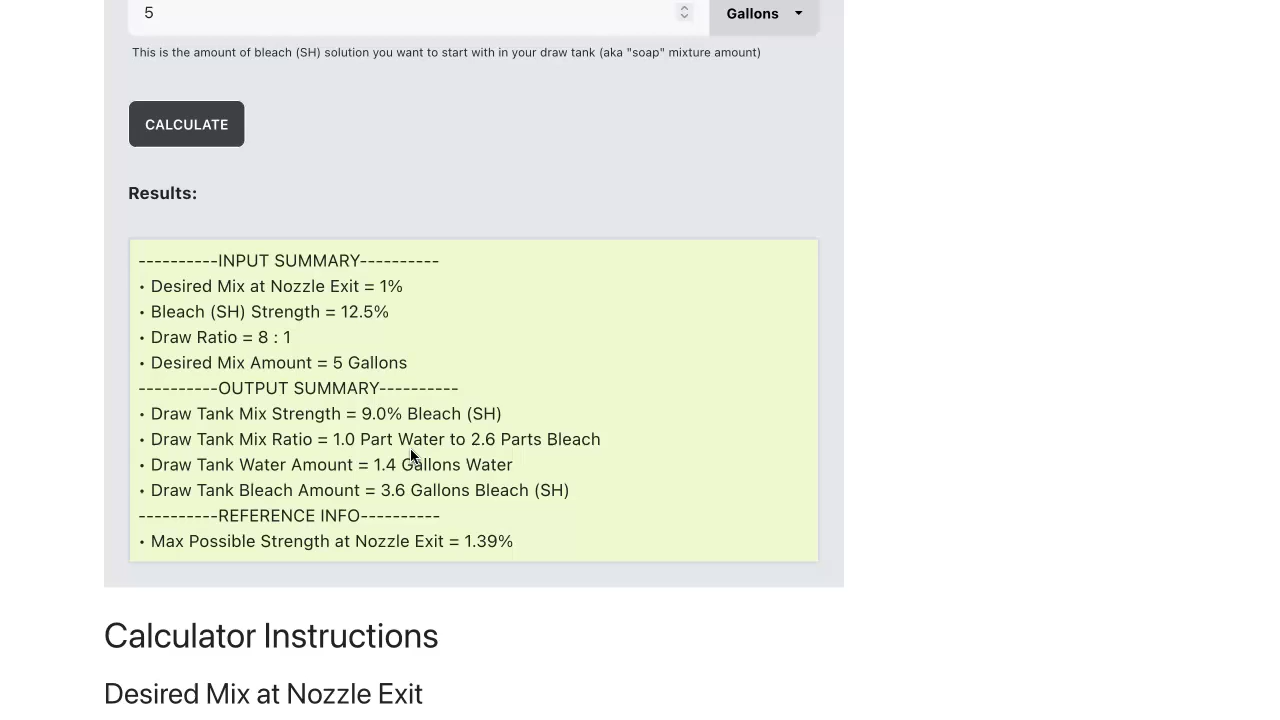 5
Gallons
This is the amount of bleach (SH) solution you want to start with in your draw tank (aka "soap" mixture amount)
CALCULATE
Results:
----------INPUT SUMMARY----------
• Desired Mix at Nozzle Exit = 1%
• Bleach (SH) Strength = 12.5%
• Draw Ratio = 8 : 1
• Desired Mix Amount = 5 Gallons
----------OUTPUT SUMMARY----------
• Draw Tank Mix Strength = 9.0% Bleach (SH)
• Draw Tank Mix Ratio = 1.0 Part Water to 2.6 Parts Bleach
• Draw Tank Water Amount = 1.4 Gallons Water
• Draw Tank Bleach Amount = 3.6 Gallons Bleach (SH)
----------REFERENCE INFO----------
• Max Possible Strength at Nozzle Exit = 1.39%
Calculator Instructions
Desired Mix at Nozzle Exit